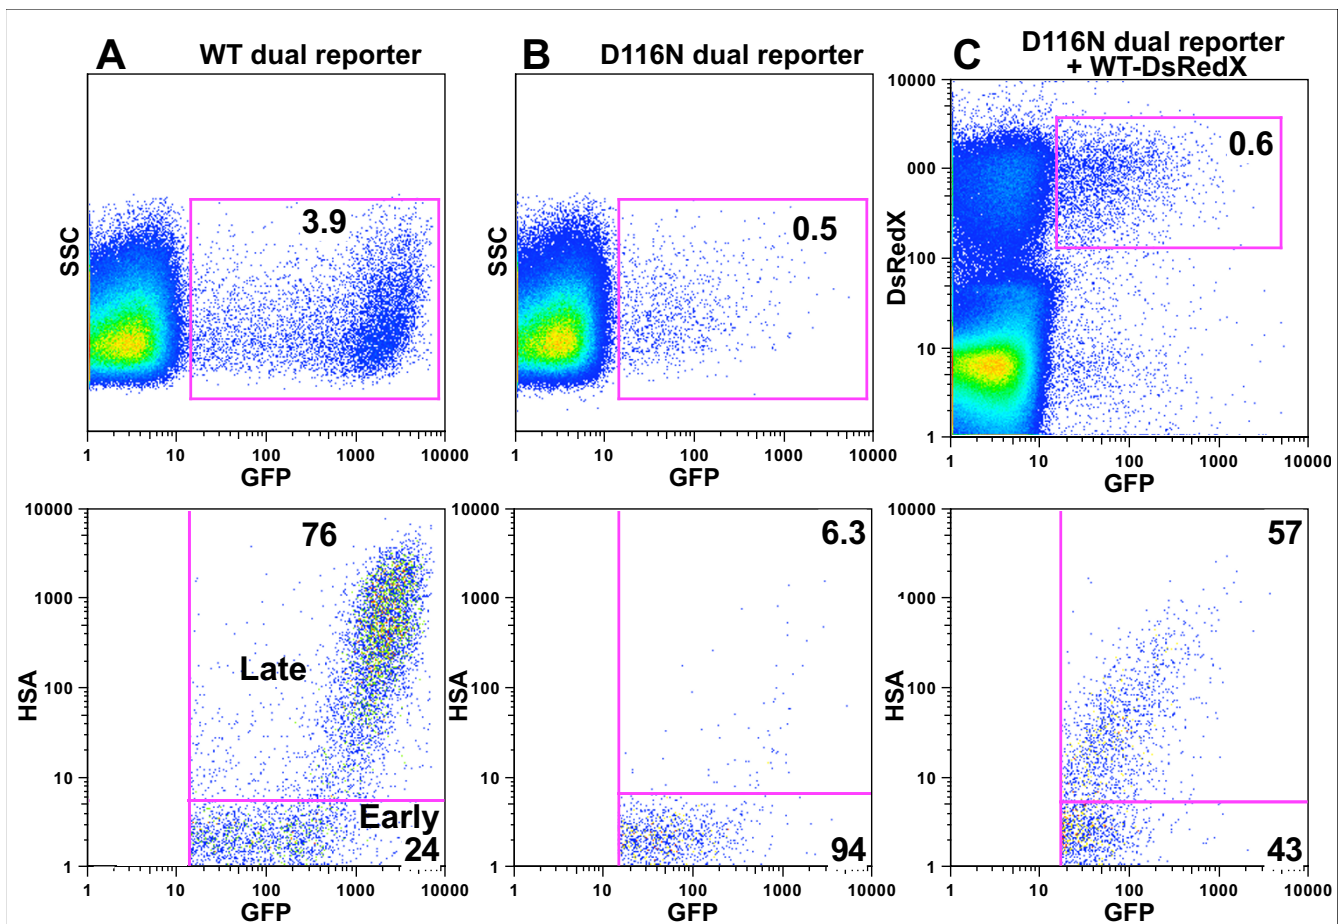 A WT dual reporter
SSC
3.9
1 10 100 1000 10000
GFP
B D116N dual reporter
SSC
0.5
1 10 100 1000 10000
GFP
C D116N dual reporter
+ WT-DsRedX
DsRedX
10000
000
100
10
1
0.6
1 10 100 1000 10000
GFP
HSA
10000
1000
100
10
1
76
Late
Early
24
1 10 100 1000 10000
GFP
HSA
10000
1000
100
10
1
6.3
94
1 10 100 1000 10000
GFP
HSA
10000
1000
100
10
1
57
43
1 10 100 1000 10000
GFP